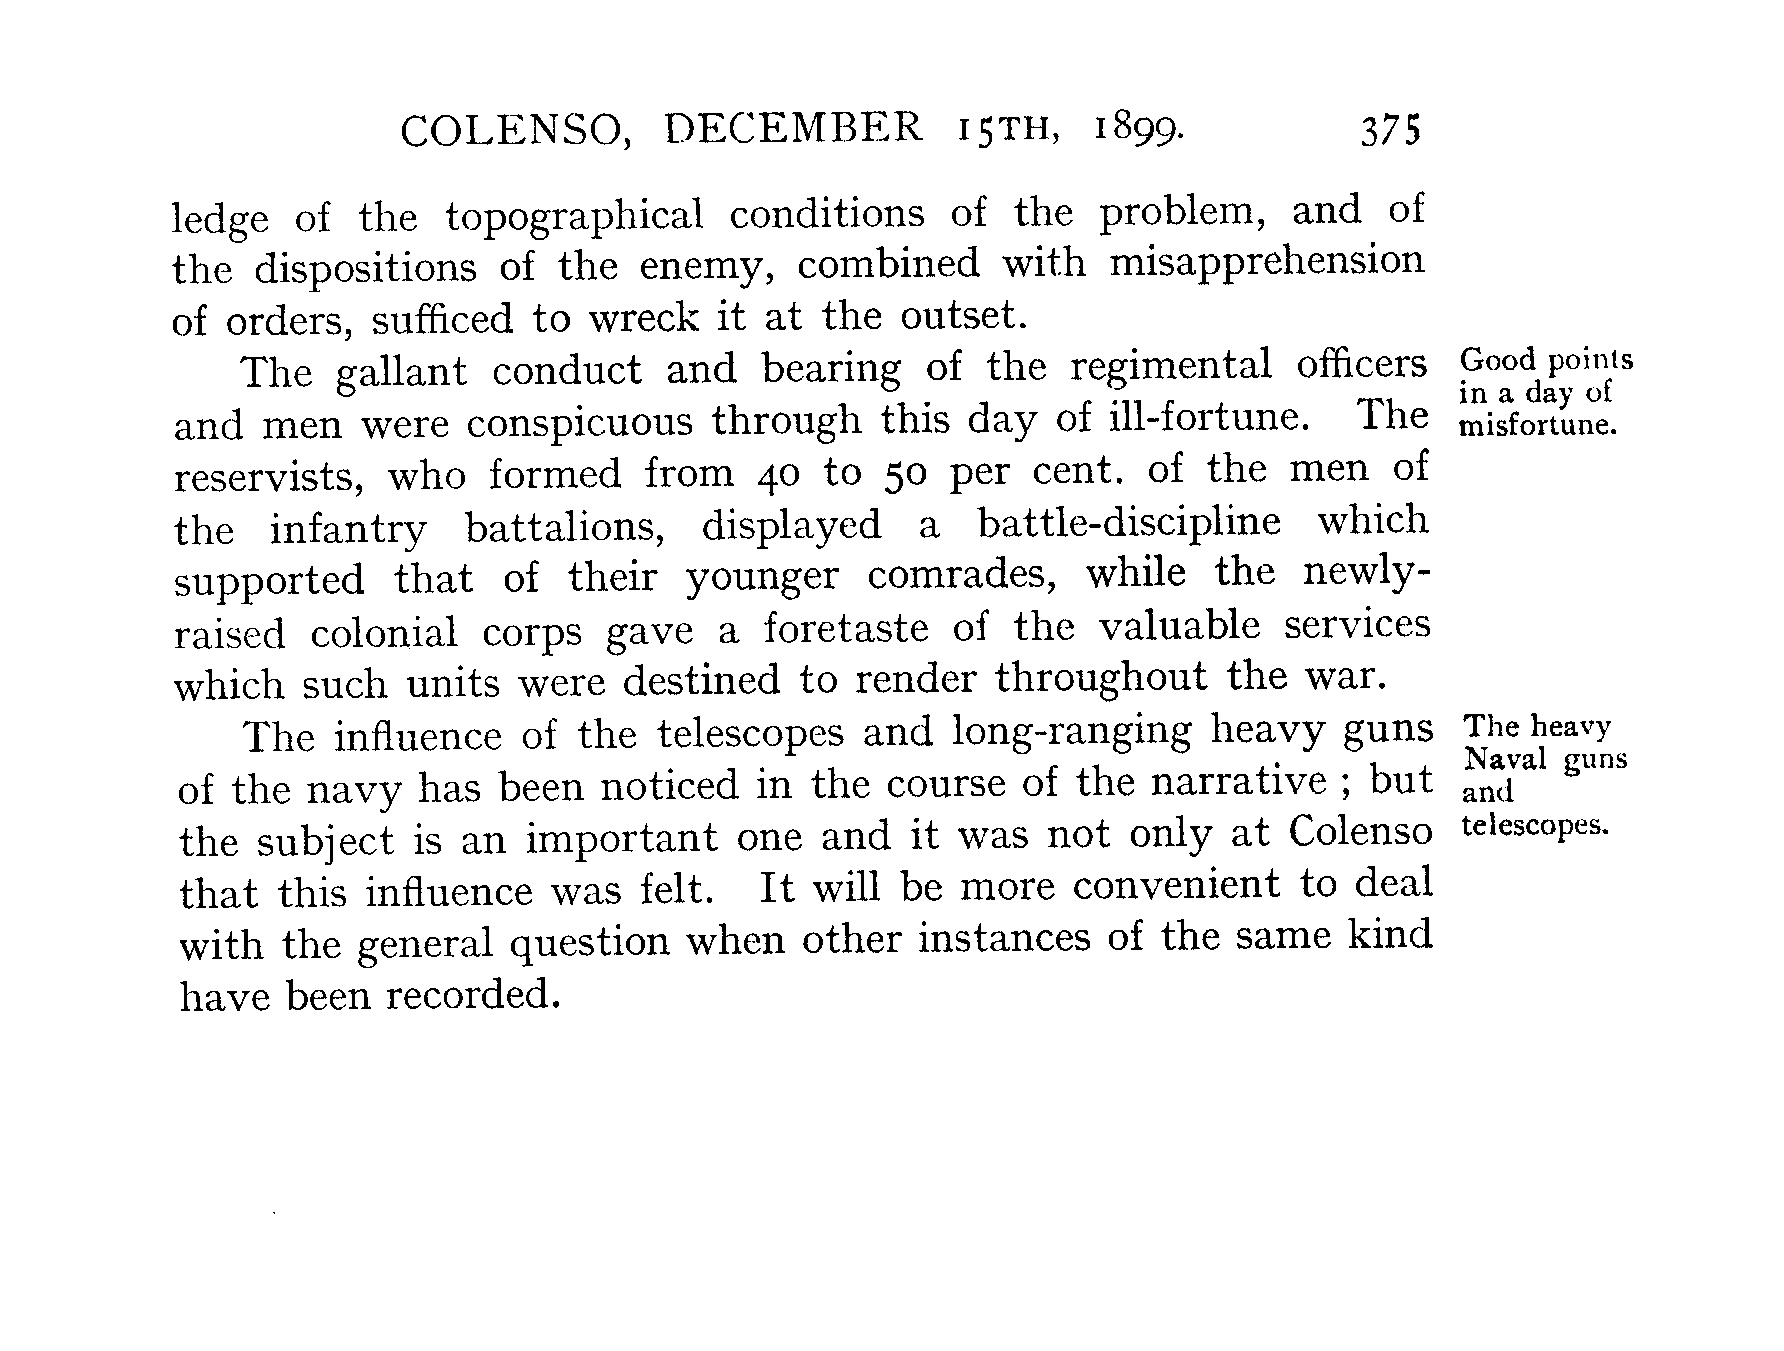 COLENSO, DECEMBER 15TH, 1899. 375
ledge of the topographical conditions of the problem, and of
the dispositions of the enemy, combined with misapprehension
of orders, sufficed to wreck it at the outset.
The gallant conduct and bearing of the regimental officers
and men were conspicuous through this day of ill-fortune. The
reservists, who formed from 40 to 50 per cent. of the men of
the infantry battalions, displayed a battle-discipline which
supported that of their younger comrades, while the newly-
raised colonial corps gave a foretaste of the valuable services
which such units were destined to render throughout the war.
Good points
in a day of
misfortune.
The influence of the telescopes and long-ranging heavy guns
of the navy has been noticed in the course of the narrative ; but
the subject is an important one and it was not only at Colenso
that this influence was felt. It will be more convenient to deal
with the general question when other instances of the same kind
have been recorded.
The heavy
Naval guns
and
telescopes.